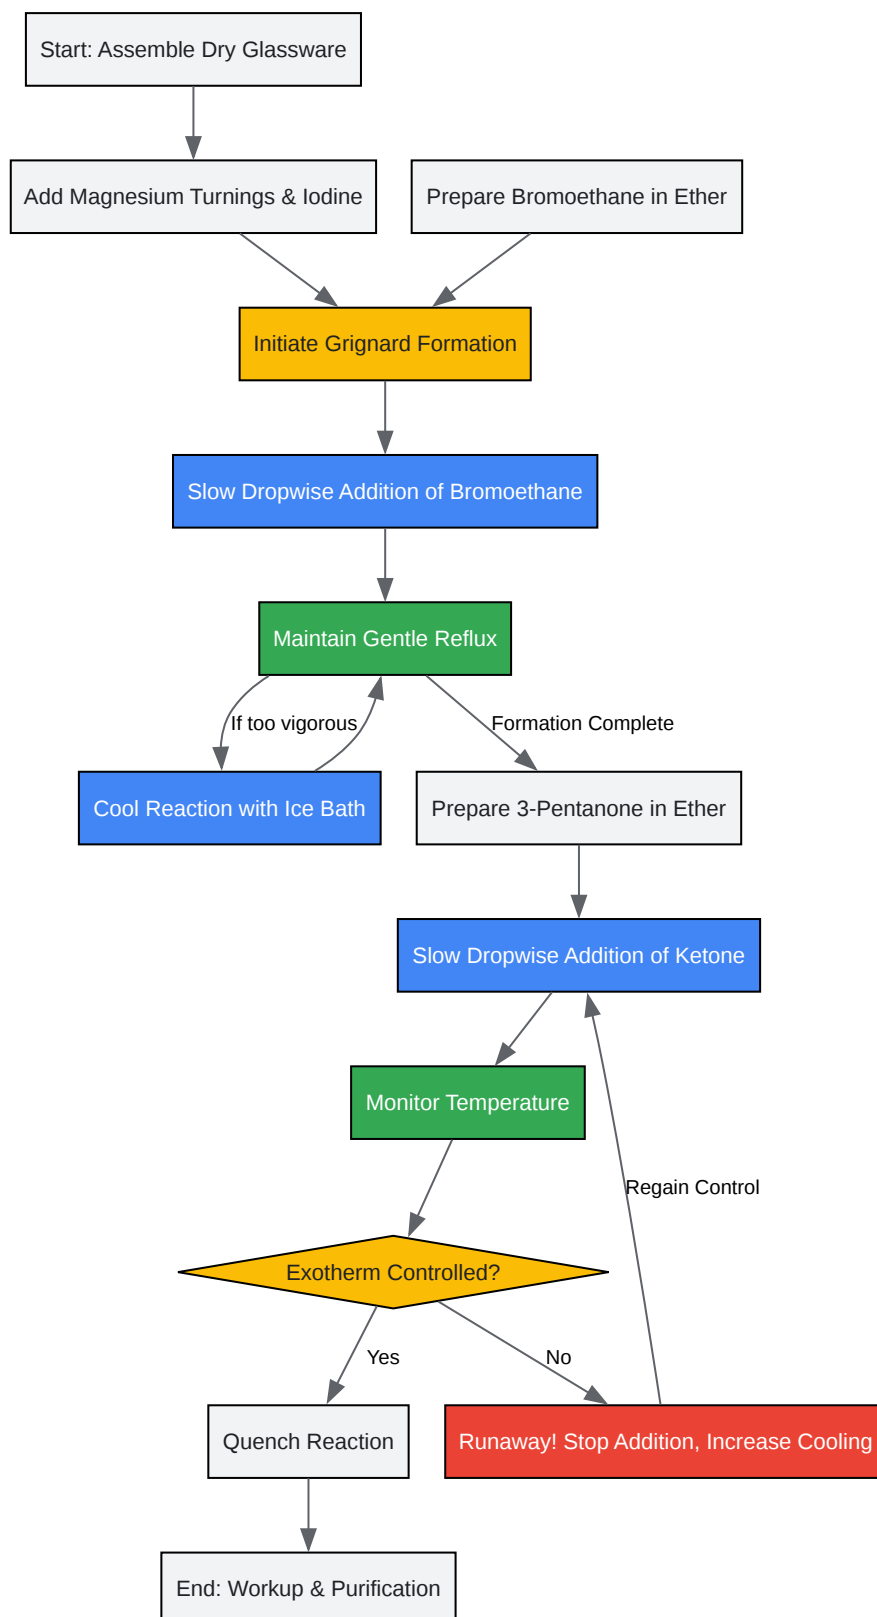 Start: Assemble Dry Glassware
Add Magnesium Turnings & Iodine
Prepare Bromoethane in Ether
Initiate Grignard Formation
Slow Dropwise Addition of Bromoethane
Maintain Gentle Reflux
If too vigorous
Formation Complete
Cool Reaction with Ice Bath
Prepare 3-Pentanone in Ether
Slow Dropwise Addition of Ketone
Monitor Temperature
Regain Control
Exotherm Controlled?
Yes
No
Quench Reaction
Runaway! Stop Addition, Increase Cooling
End: Workup & Purification